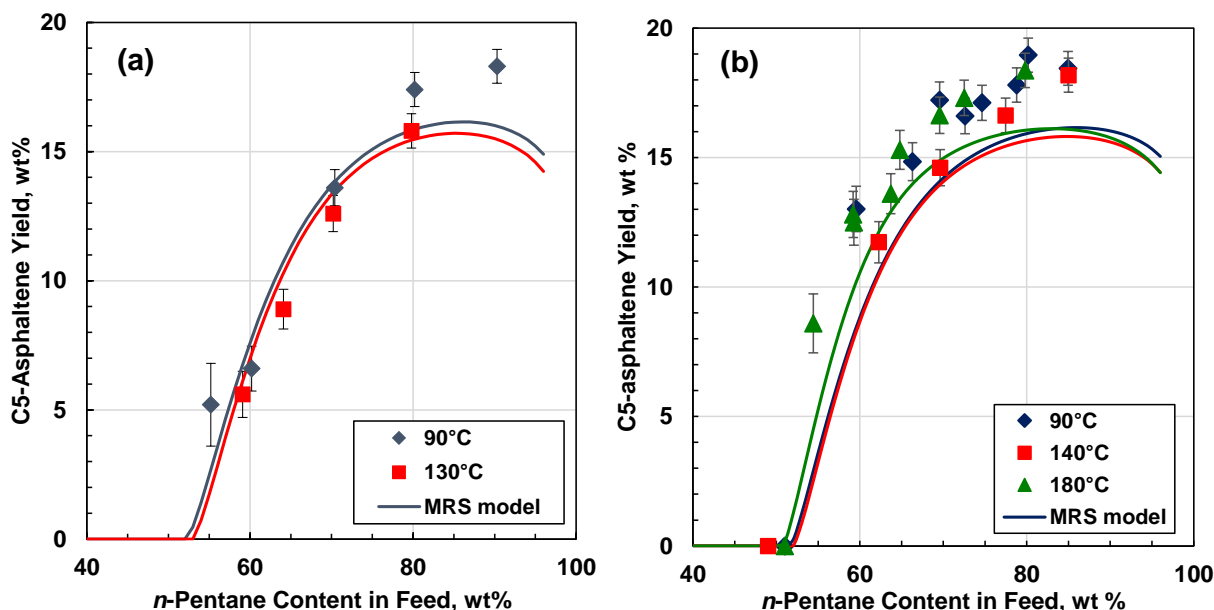 (a)
C5-Asphaltene Yield, wt%
20
15
10
5
0
40
60
80
100
90°C
130°C
MRS model
n-Pentane Content in Feed, wt%
(b)
C5-asphaltene Yield, wt %
20
15
10
5
0
40
60
80
100
90°C
140°C
180°C
MRS model
n-Pentane Content in Feed, wt %